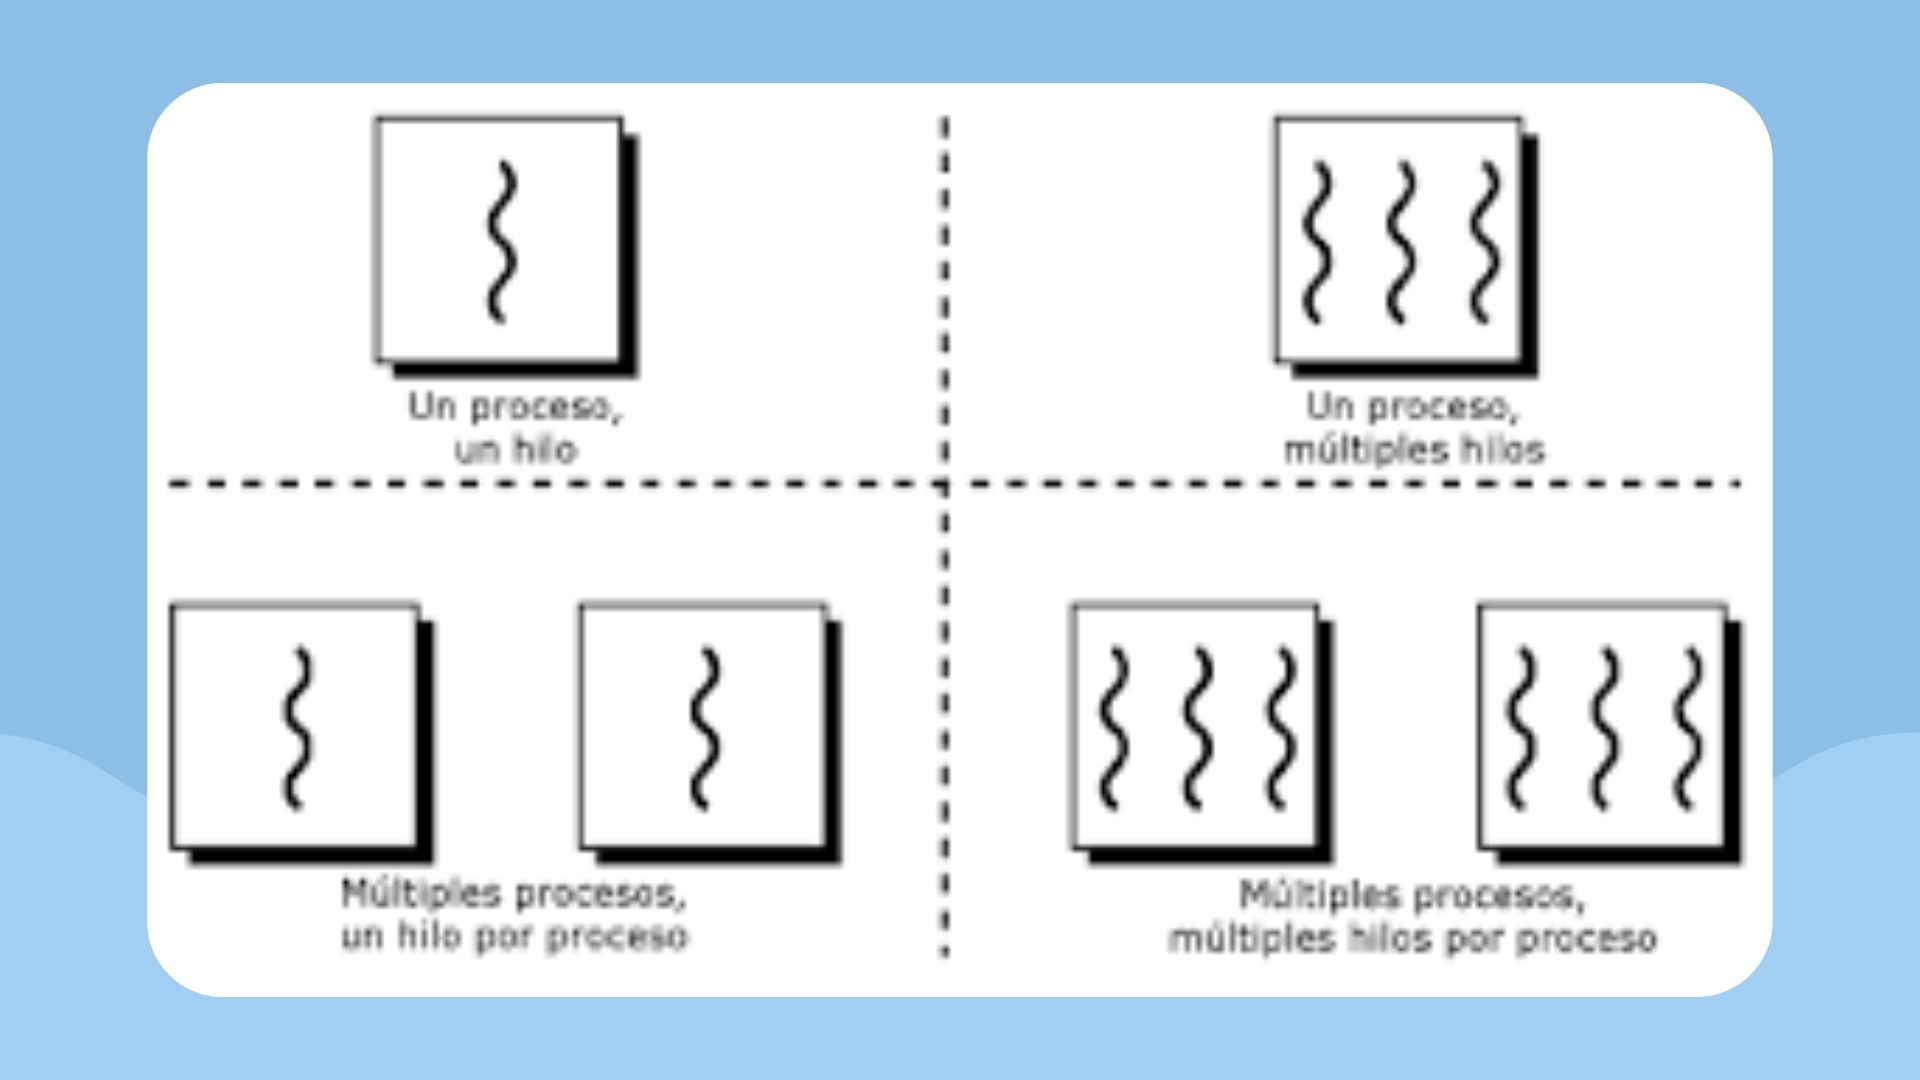 Un proceso,
un hilo
Un proceso,
múltiples hilos
Múltiples procesos,
un hilo por proceso
Múltiples procesos,
múltiples hilos por proceso